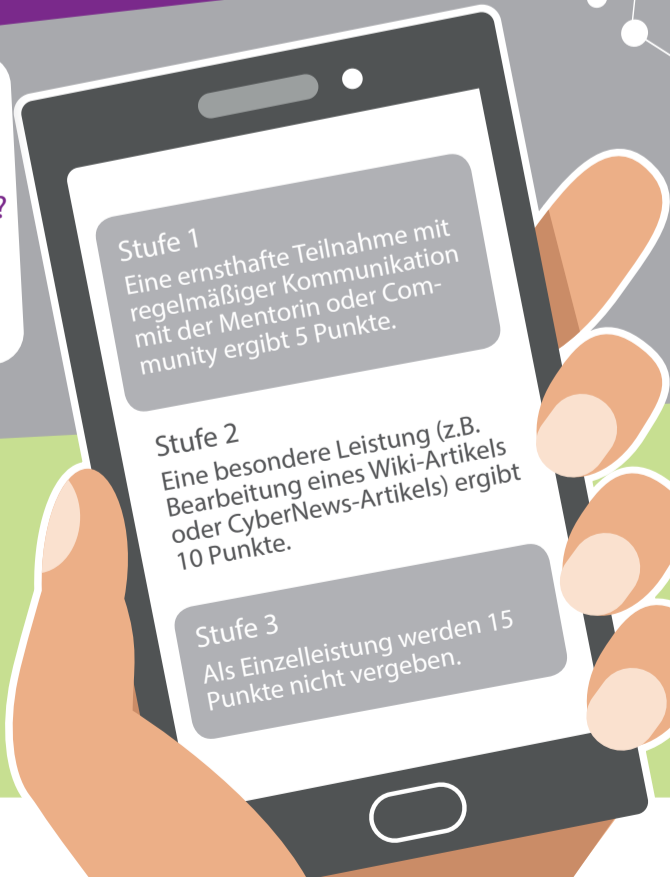 ?
Stufe 1
Eine ernsthafte Teilnahme mit
regelmäßiger Kommunikation
mit der Mentorin oder Com-
munity ergibt 5 Punkte.
Stufe 2
Eine besondere Leistung (z.B.
Bearbeitung eines Wiki-Artikels
oder CyberNews-Artikels) ergibt
10 Punkte.
Stufe 3
Als Einzelleistung werden 15
Punkte nicht vergeben.